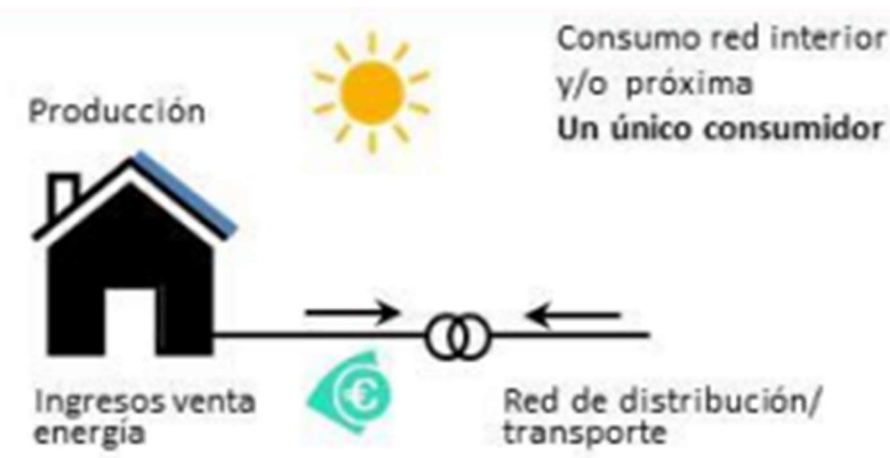 Consumo red interior
y/o próxima
Un único consumidor
Producción
€
Ingresos venta
energía
Red de distribución/
transporte